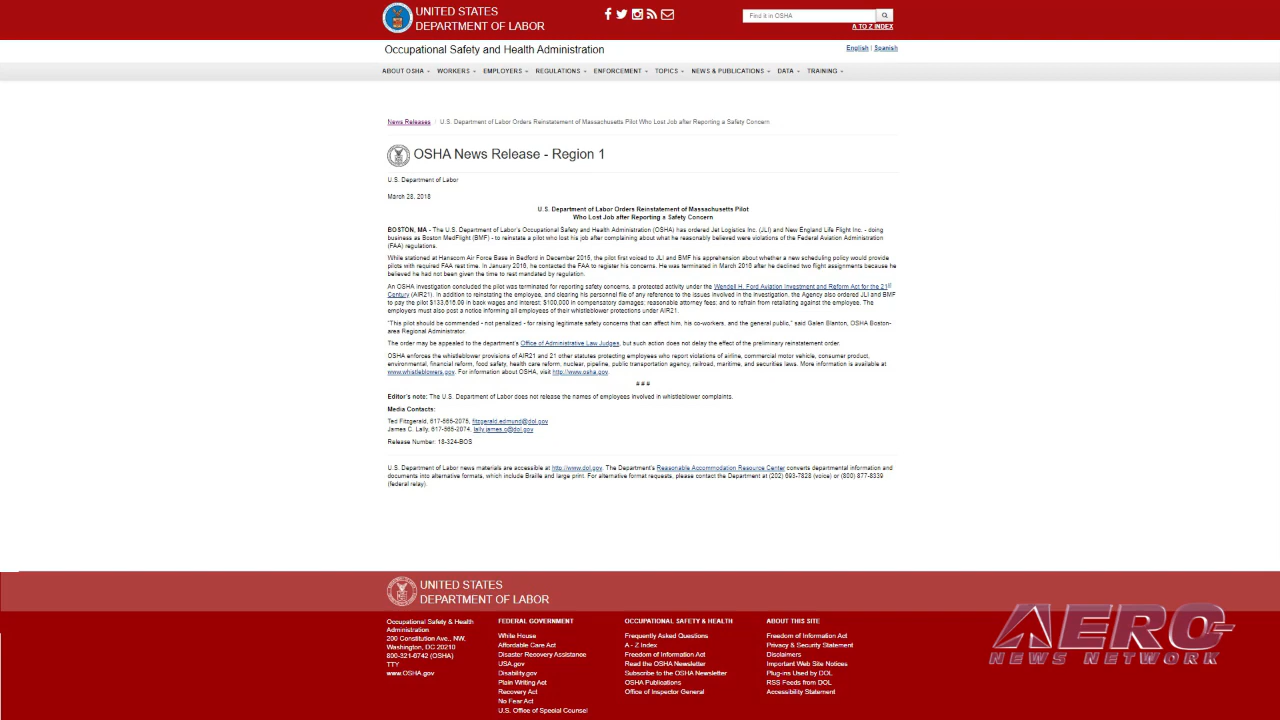 UNITED STATES
DEPARTMENT OF LABOR
Find it in OSHA
A TO Z INDEX
Occupational Safety and Health Administration
English | Spanish
ABOUT OSHA WORKERS EMPLOYERS REGULATIONS ENFORCEMENT TOPICS NEWS & PUBLICATIONS DATA TRAINING
News Releases / U.S. Department of Labor Orders Reinstatement of Massachusetts Pilot Who Lost Job after Reporting a Safety Concern
OSHA News Release - Region 1
U.S. Department of Labor
March 28, 2018
U.S. Department of Labor Orders Reinstatement of Massachusetts Pilot
Who Lost Job after Reporting a Safety Concern
BOSTON, MA - The U.S. Department of Labor's Occupational Safety and Health Administration (OSHA) has ordered Jet Logistics Inc. (JLI) and New England Life Flight Inc. - doing
business as Boston MedFlight (BMF) - to reinstate a pilot who lost his job after complaining about what he reasonably believed were violations of the Federal Aviation Administration
(FAA) regulations.
While stationed at Hanscom Air Force Base in Bedford in December 2015, the pilot first voiced to JLI and BMF his apprehension about whether a new scheduling policy would provide
pilots with required FAA rest time. In January 2016, he contacted the FAA to register his concerns. He was terminated in March 2016 after he declined two flight assignments because he
believed he had not been given the time to rest mandated by regulation.
An OSHA investigation concluded the pilot was terminated for reporting safety concerns, a protected activity under the Wendell H. Ford Aviation Investment and Reform Act for the 21st
Century (AIR21). In addition to reinstating the employee, and clearing his personnel file of any reference to the issues involved in the investigation, the Agency also ordered JLI and BMF
to pay the pilot $133,616.09 in back wages and interest; $100,000 in compensatory damages; reasonable attorney fees; and to refrain from retaliating against the employee. The
employers must also post a notice informing all employees of their whistleblower protections under AIR21.
"This pilot should be commended - not penalized - for raising legitimate safety concerns that can affect him, his co-workers, and the general public," said Galen Blanton, OSHA Boston-
area Regional Administrator.
The order may be appealed to the department's Office of Administrative Law Judges, but such action does not delay the effect of the preliminary reinstatement order.
OSHA enforces the whistleblower provisions of AIR21 and 21 other statutes protecting employees who report violations of airline, commercial motor vehicle, consumer product,
environmental, financial reform, food safety, health care reform, nuclear, pipeline, public transportation agency, railroad, maritime, and securities laws. More information is available at
www.whistleblowers.gov. For information about OSHA, visit http://www.osha.gov.
# # #
Editor's note: The U.S. Department of Labor does not release the names of employees involved in whistleblower complaints.
Media Contacts:
Ted Fitzgerald, 617-565-2075, fitzgerald.edmund@dol.gov
James C. Lally, 617-565-2074, lally.james.c@dol.gov
Release Number: 18-324-BOS
U.S. Department of Labor news materials are accessible at http://www.dol.gov. The Department's Reasonable Accommodation Resource Center converts departmental information and
documents into alternative formats, which include Braille and large print. For alternative format requests, please contact the Department at (202) 693-7828 (voice) or (800) 877-8339
(federal relay).
UNITED STATES
DEPARTMENT OF LABOR
Occupational Safety & Health
Administration
200 Constitution Ave., NW,
Washington, DC 20210
800-321-6742 (OSHA)
TTY
www.OSHA.gov
FEDERAL GOVERNMENT
White House
Affordable Care Act
Disaster Recovery Assistance
USA.gov
Disability.gov
Plain Writing Act
Recovery Act
No Fear Act
U.S. Office of Special Counsel
OCCUPATIONAL SAFETY & HEALTH
Frequently Asked Questions
A - Z Index
Freedom of Information Act
Read the OSHA Newsletter
Subscribe to the OSHA Newsletter
OSHA Publications
Office of Inspector General
ABOUT THIS SITE
Freedom of Information Act
Privacy & Security Statement
Disclaimers
Important Web Site Notices
Plug-ins Used by DOL
RSS Feeds from DOL
Accessibility Statement
AERO-
NEWS NETWORK